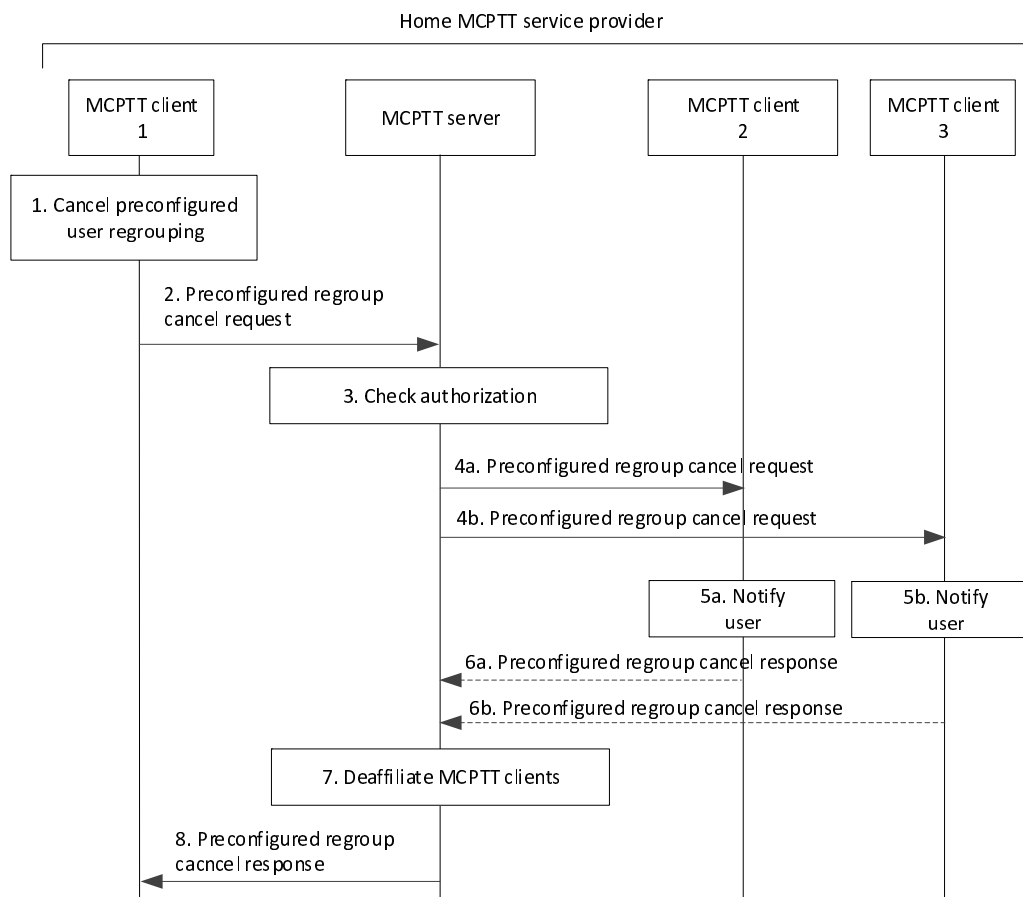 Home MCPTT service provider
MCPTT client
1
MCPTT server
MCPTT client
2
MCPTT client
3
1. Cancel preconfigured
user regrouping
2. Preconfigured regroup
cancel request
3. Check authorization
4a. Preconfigured regroup cancel request
4b. Preconfigured regroup cancel request
5a. Notify
user
5b. Notify
user
6a. Preconfigured regroup cancel response
6b. Preconfigured regroup cancel response
7. Deaffiliate MCPTT clients
8. Preconfigured regroup
cacncel response